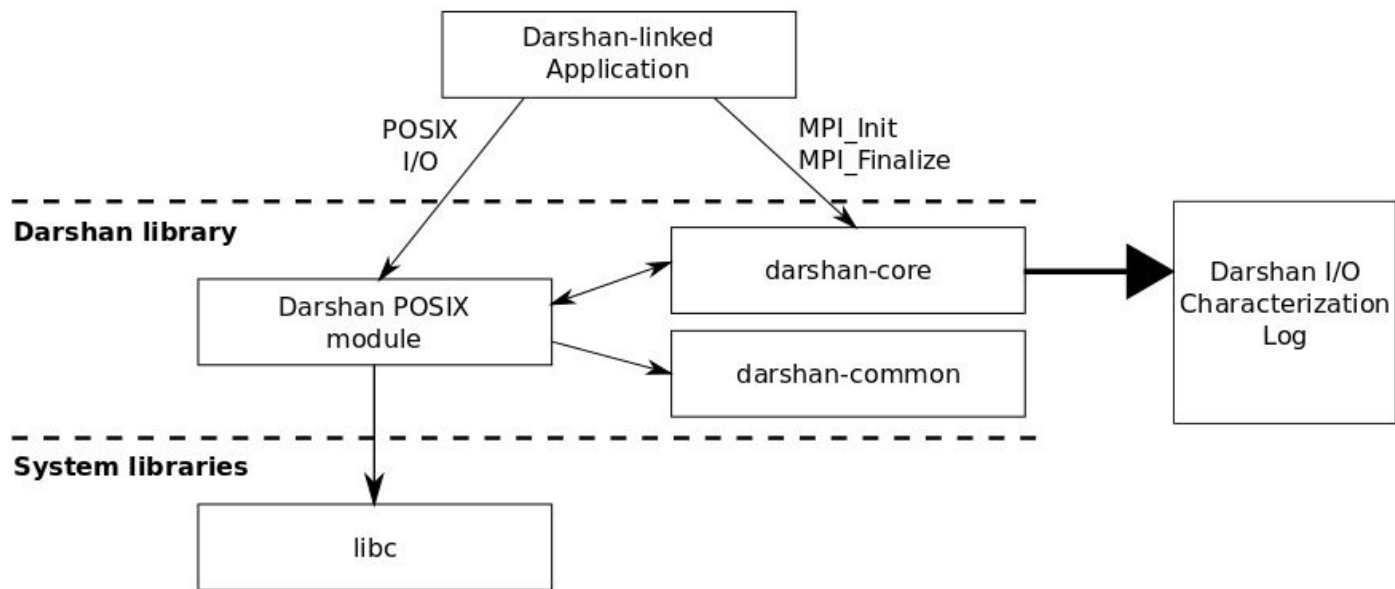 Darshan-linked
Application
POSIX
I/O
MPI_Init
MPI_Finalize
Darshan library
darshan-core
Darshan POSIX
module
darshan-common
Darshan I/O
Characterization
Log
System libraries
libc